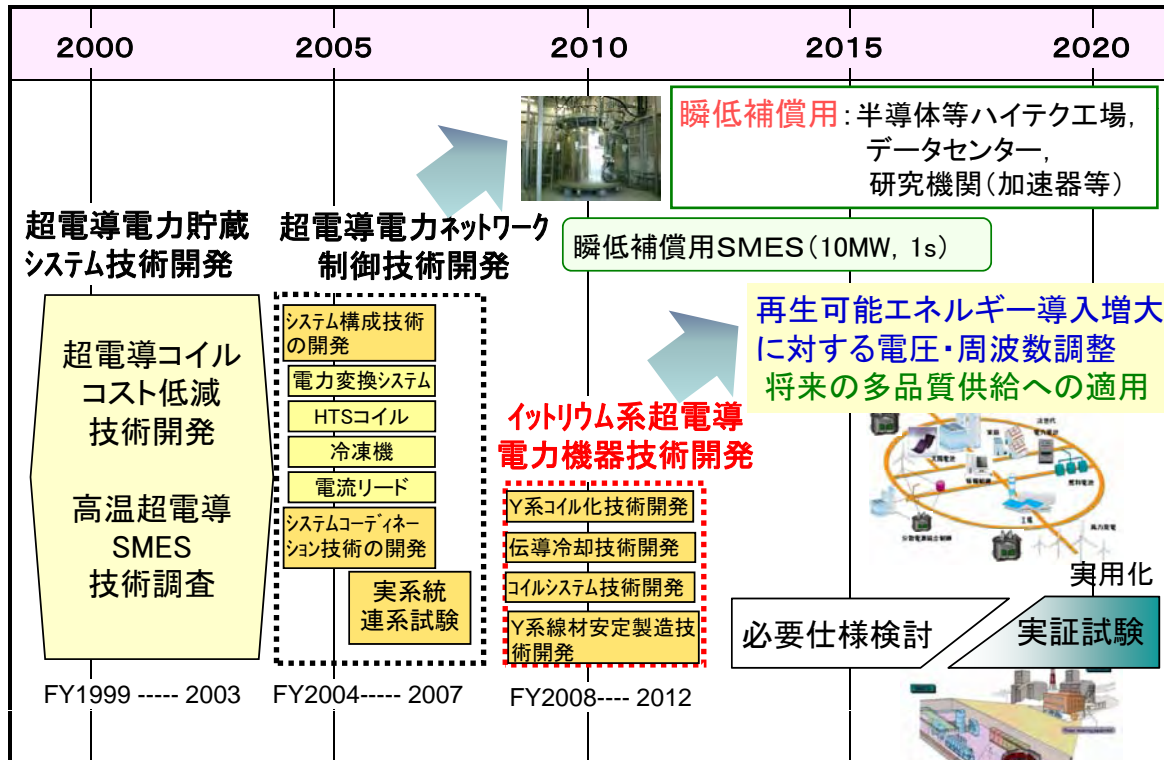 2000
2005
2010
2015
2020
瞬低補償用：半導体等ハイテク工場，
データセンター，
研究機関（加速器等）
超電導電力貯蔵
システム技術開発
超電導電力ネットワーク
制御技術開発
瞬低補償用ＳＭＥＳ（10MW, 1s）
超電導コイル
コスト低減
技術開発
高温超電導
SMES
技術調査
システム構成技術
の開発
電力変換システム
HTSコイル
冷凍機
電流リード
システムコーディネー
ション技術の開発
実系統
連系試験
イットリウム系超電導
電力機器技術開発
Y系コイル化技術開発
伝導冷却技術開発
コイルシステム技術開発
Y系線材安定製造技
術開発
再生可能エネルギー導入増大
に対する電圧・周波数調整
将来の多品質供給への適用
燃料電池
工場
風力発電
実用化
必要仕様検討
実証試験
FY1999 ----- 2003
FY2004----- 2007
FY2008---- 2012